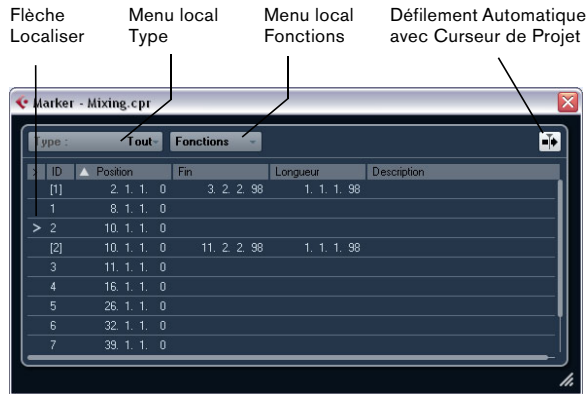 Flèche Localiser
Menu local Type
Menu local Fonctions
Défilement Automatique avec Curseur de Projet
Marker - Mixing.cpr
Type : Tout Fonctions
> ID Position Fin Longueur Description
[1] 2. 1. 1. 0 3. 2. 2. 98 1. 1. 1. 98
1 8. 1. 1. 0
> 2 10. 1. 1. 0
[2] 10. 1. 1. 0 11. 2. 2. 98 1. 1. 1. 98
3 11. 1. 1. 0
4 16. 1. 1. 0
5 26. 1. 1. 0
6 32. 1. 1. 0
7 39. 1. 1. 0